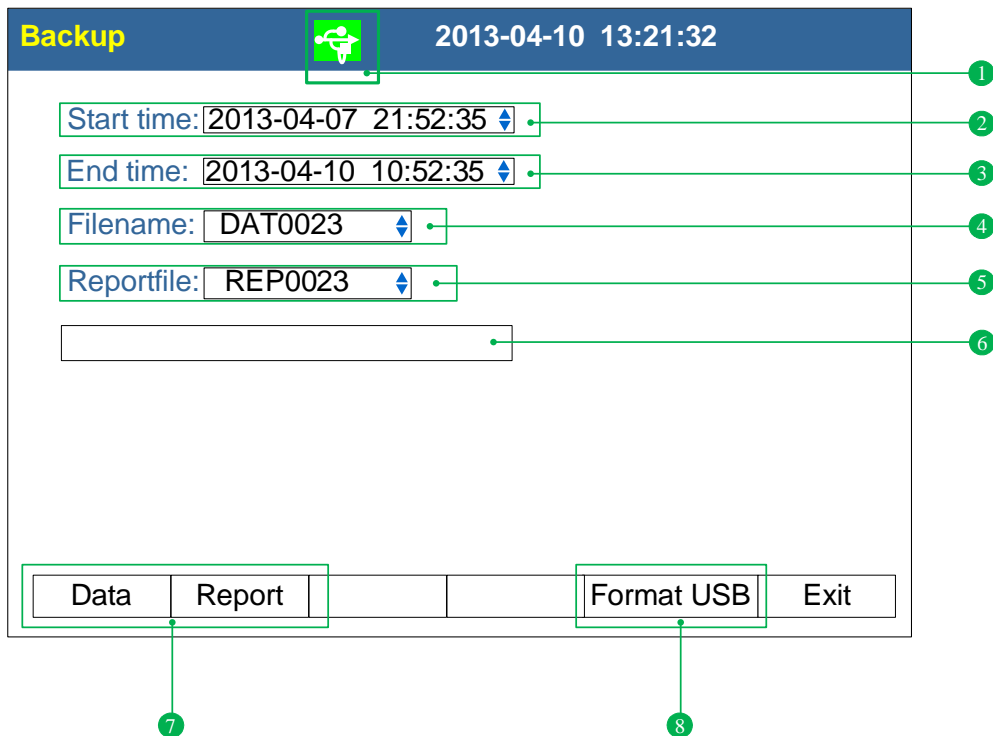 Backup 2013-04-10 13:21:32
1
Start time: 2013-04-07 21:52:35
2
End time: 2013-04-10 10:52:35
3
Filename: DAT0023
4
Reportfile: REP0023
5
6
Data Report Format USB Exit
7 8